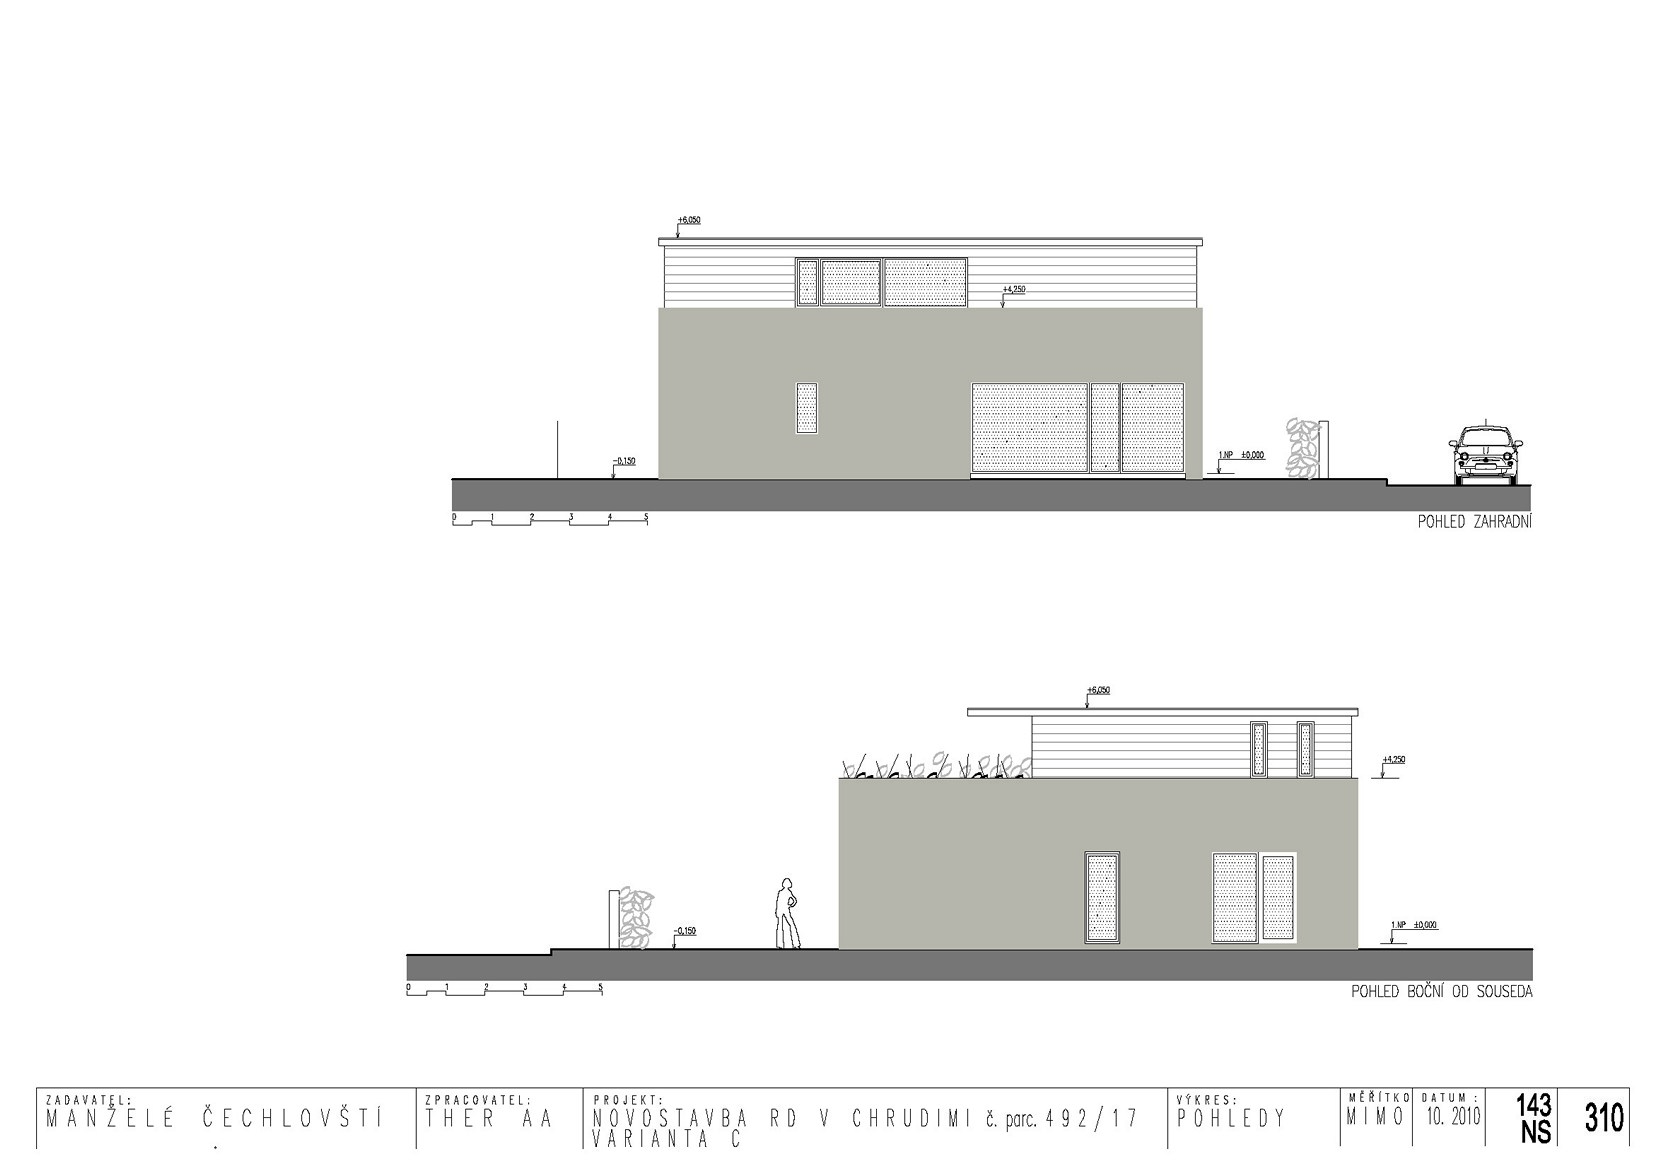 +6,050
+4,250
-0,150
1.NP ±0,000
0 1 2 3 4 5
POHLED ZAHRADNÍ
+6,050
+4,250
-0,150
1.NP ±0,000
0 1 2 3 4 5
POHLED BOČNÍ OD SOUSEDA
ZADAVATEL:
MANŽELÉ ČECHLOVŠTÍ
ZPRACOVATEL:
THER AA
PROJEKT:
NOVOSTAVBA RD V CHRUDIMI č. parc. 492/17
VARIANTA C
VÝKRES:
POHLEDY
MĚŘÍTKO
MIMO
DATUM :
10. 2010
143
NS
310